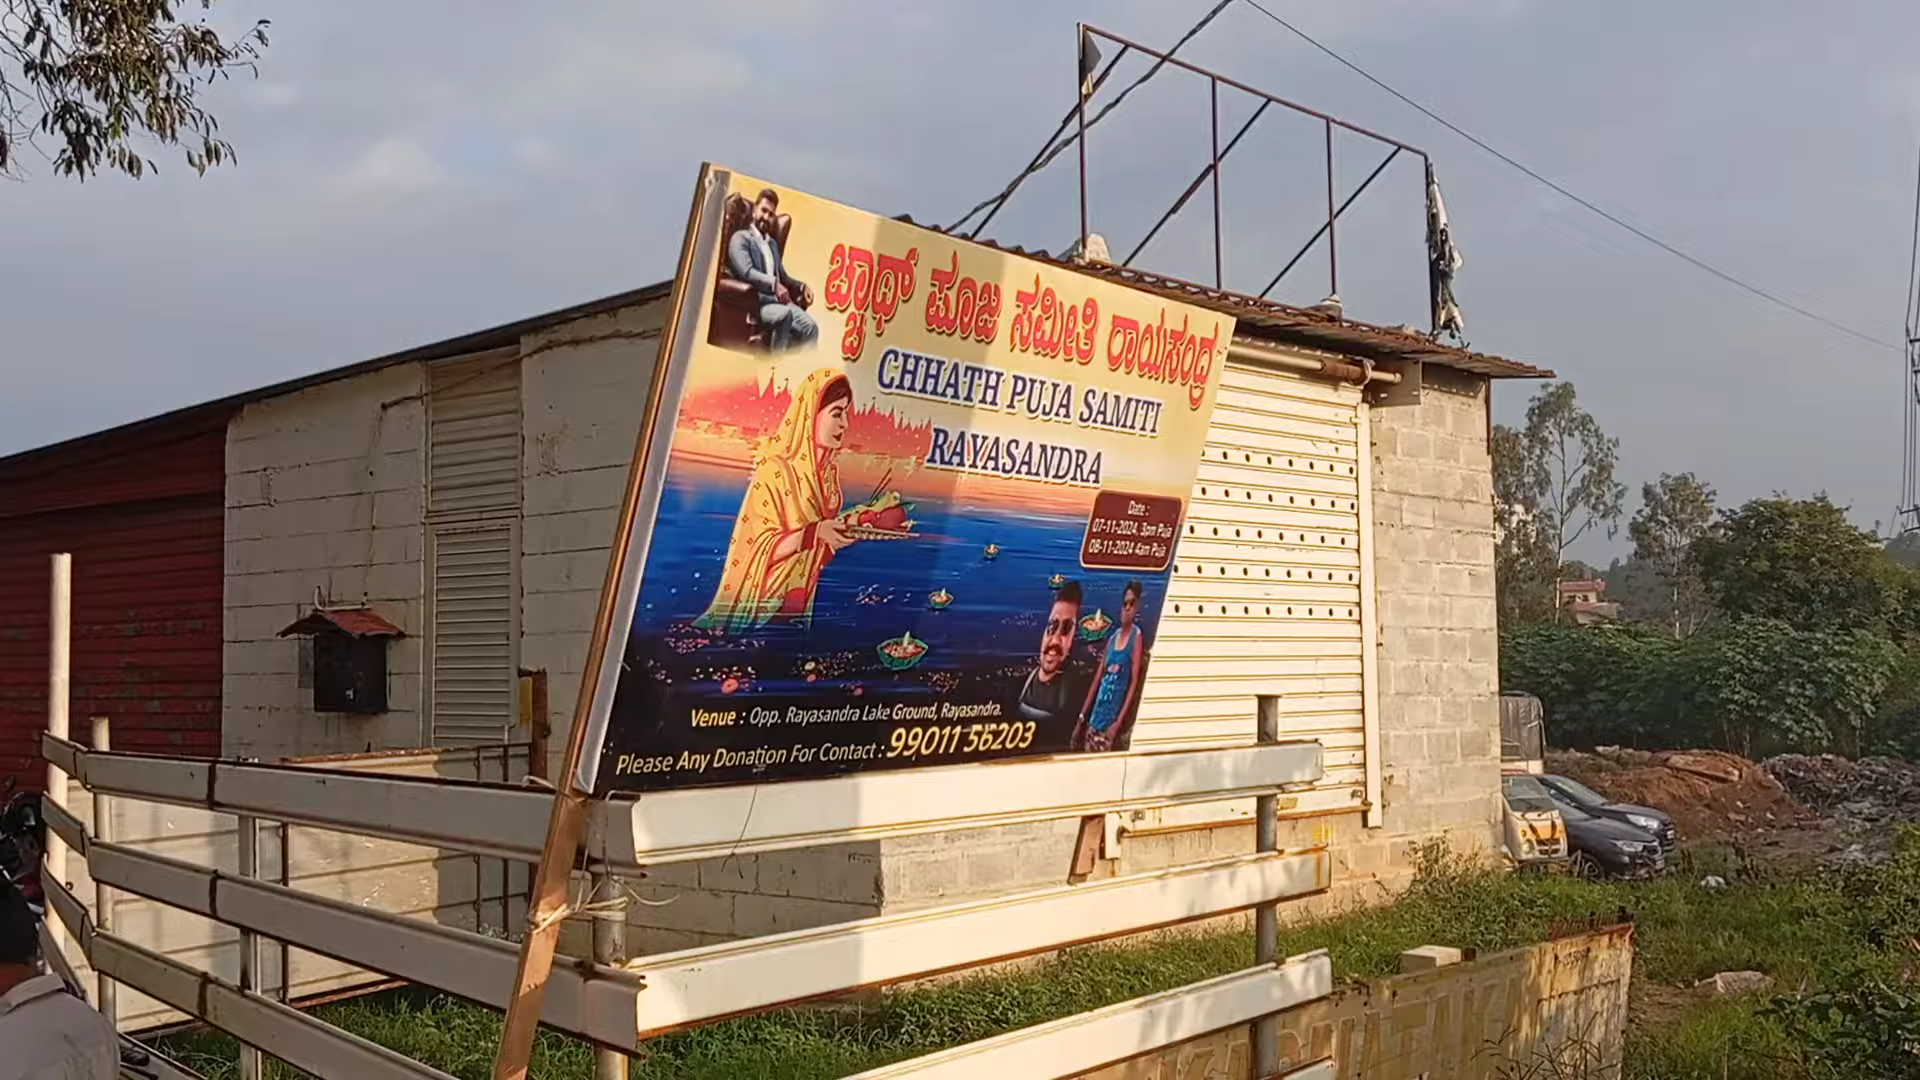 ಛ್ಛಾಥ್ ಪೂಜ ಸಮೀತಿ ರಾಯಸಂದ್ರ
CHHATH PUJA SAMITI
RAYASANDRA
Date :
07-11-2024, 3pm Puja
08-11-2024 4am Puja
Venue : Opp. Rayasandra Lake Ground, Rayasandra.
Please Any Donation For Contact : 99011 56203